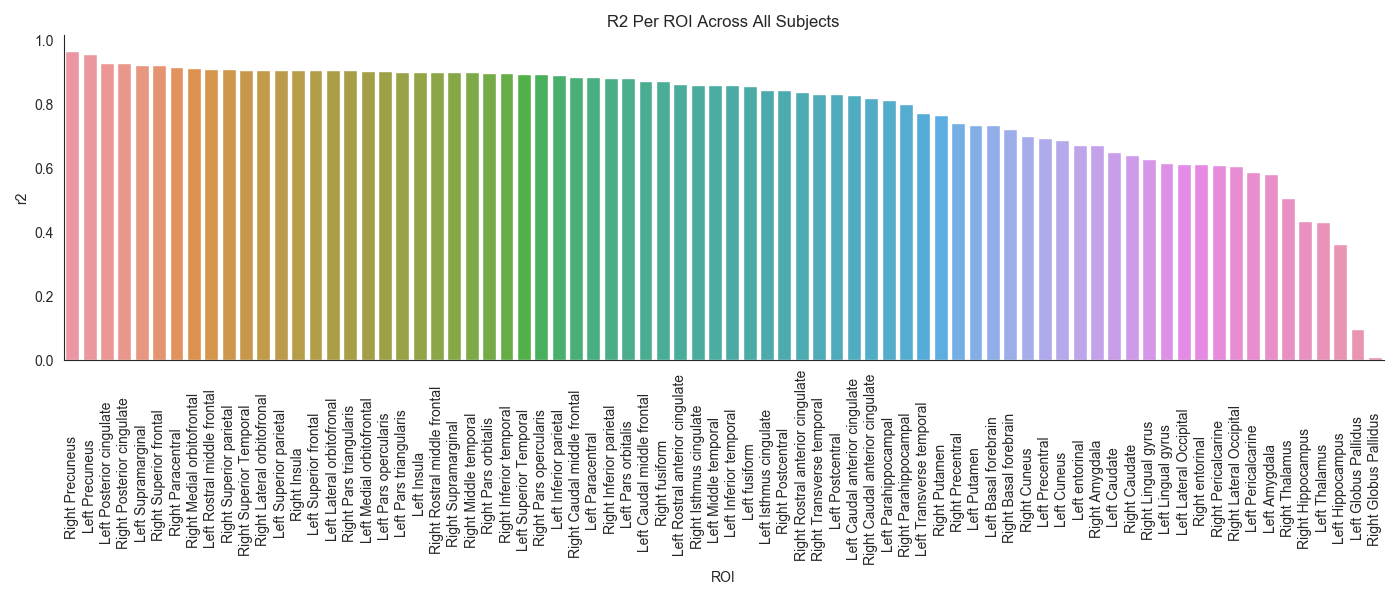 R2 Per ROI Across All Subjects
1.0
0.8
0.6
0.4
0.2
0.0
r2
Right Precuneus
Left Precuneus
Left Posterior cingulate
Right Posterior cingulate
Left Supramarginal
Right Superior frontal
Right Paracentral
Right Medial orbitofrontal
Left Rostral middle frontal
Right Superior parietal
Right Superior Temporal
Right Lateral orbitofronal
Left Superior parietal
Right Insula
Left Superior frontal
Left Lateral orbitofronal
Right Pars triangularis
Left Medial orbitofrontal
Left Pars opercularis
Left Pars triangularis
Left Insula
Right Rostral middle frontal
Right Supramarginal
Right Middle temporal
Right Pars orbitalis
Right Inferior temporal
Left Superior Temporal
Right Pars opercularis
Left Inferior parietal
Right Caudal middle frontal
Left Paracentral
Right Inferior parietal
Left Pars orbitalis
Left Caudal middle frontal
Right fusiform
Left Rostral anterior cingulate
Right Isthmus cingulate
Left Middle temporal
Left Inferior temporal
Left fusiform
Left Isthmus cingulate
Right Postcentral
Right Rostral anterior cingulate
Right Transverse temporal
Left Postcentral
Left Caudal anterior cingulate
Right Caudal anterior cingulate
Left Parahippocampal
Right Parahippocampal
Left Transverse temporal
Right Putamen
Right Precentral
Left Putamen
Left Basal forebrain
Right Basal forebrain
Right Cuneus
Left Precentral
Left Cuneus
Left entorinal
Right Amygdala
Left Caudate
Right Caudate
Right Lingual gyrus
Left Lingual gyrus
Left Lateral Occipital
Right entorinal
Right Pericalcarine
Right Lateral Occipital
Left Pericalcarine
Left Amygdala
Right Thalamus
Right Hippocampus
Left Thalamus
Left Hippocampus
Left Globus Pallidus
Right Globus Pallidus
ROI